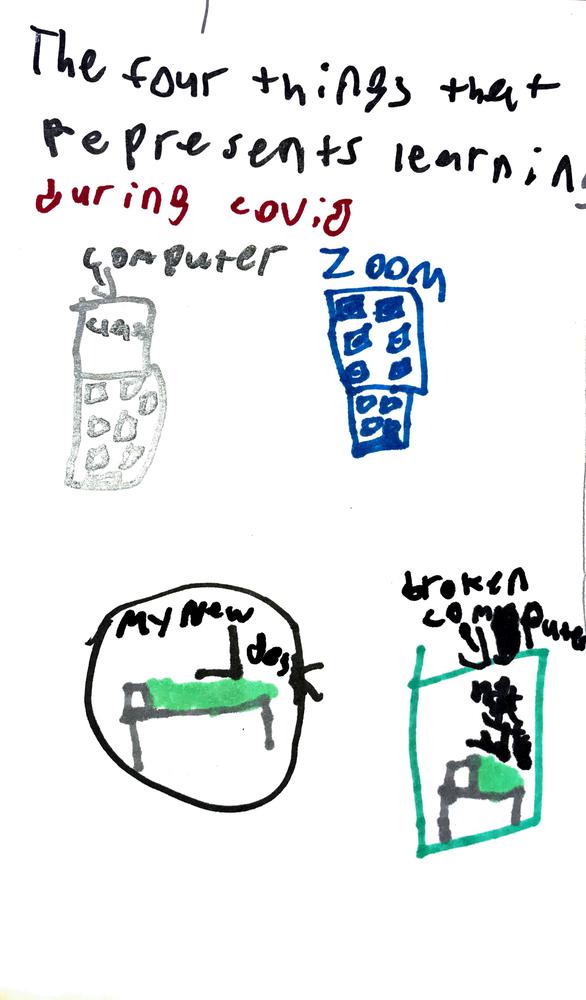 The four things that
represents learning
during covid
computer
zoom
My New
desk
broken
computer